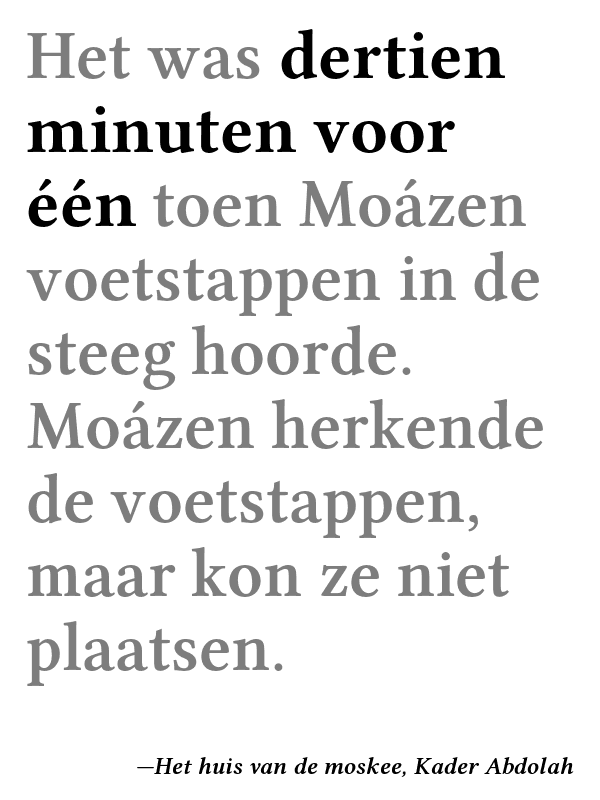 Het was dertien
minuten voor
één toen Moázen
voetstappen in de
steeg hoorde.
Moázen herkende
de voetstappen,
maar kon ze niet
plaatsen.
—Het huis van de moskee, Kader Abdolah